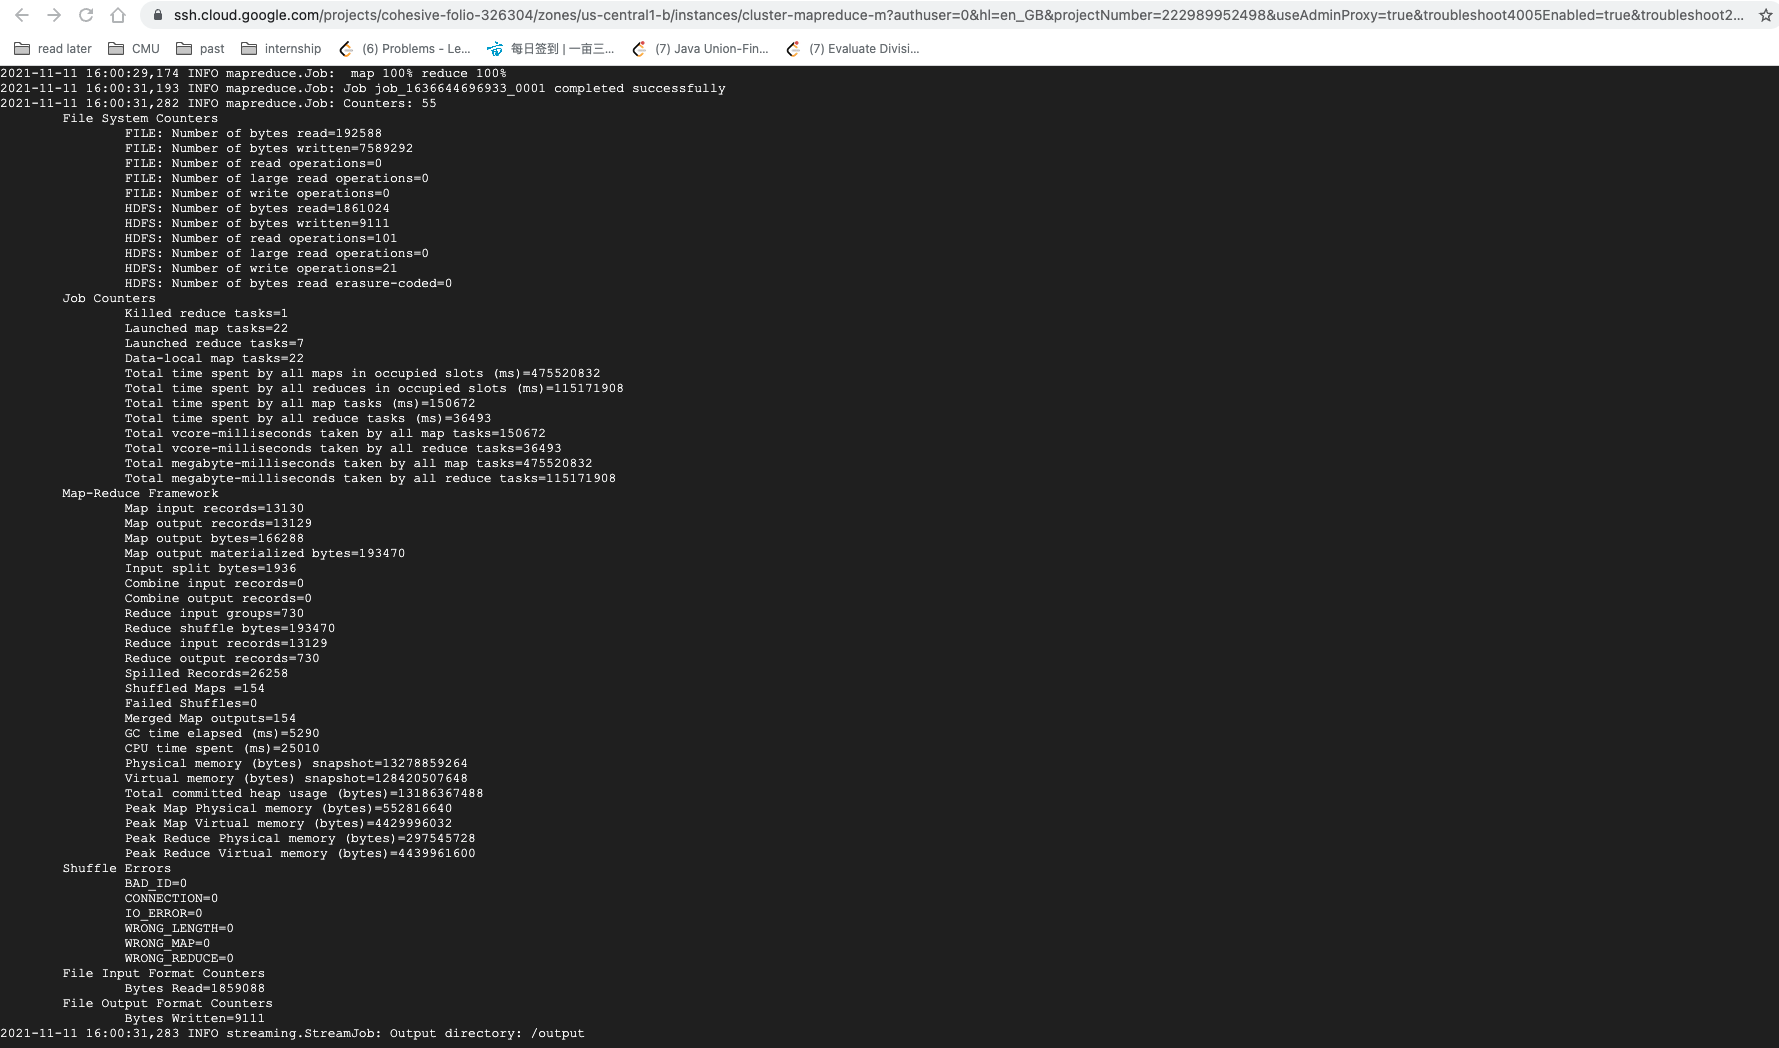 ssh.cloud.google.com/projects/cohesive-folio-326304/zones/us-central1-b/instances/cluster-mapreduce-m?authuser=0&hl=en_GB&projectNumber=222989952498&useAdminProxy=true&troubleshoot4005Enabled=true&troubleshoot2...
read later CMU past internship (6) Problems - Le... 每日签到 | 一亩三... (7) Java Union-Fin... (7) Evaluate Divisi...
2021-11-11 16:00:29,174 INFO mapreduce.Job:  map 100% reduce 100%
2021-11-11 16:00:31,193 INFO mapreduce.Job: Job job_1636644696933_0001 completed successfully
2021-11-11 16:00:31,282 INFO mapreduce.Job: Counters: 55
File System Counters
FILE: Number of bytes read=192588
FILE: Number of bytes written=7589292
FILE: Number of read operations=0
FILE: Number of large read operations=0
FILE: Number of write operations=0
HDFS: Number of bytes read=1861024
HDFS: Number of bytes written=9111
HDFS: Number of read operations=101
HDFS: Number of large read operations=0
HDFS: Number of write operations=21
HDFS: Number of bytes read erasure-coded=0
Job Counters
Killed reduce tasks=1
Launched map tasks=22
Launched reduce tasks=7
Data-local map tasks=22
Total time spent by all maps in occupied slots (ms)=475520832
Total time spent by all reduces in occupied slots (ms)=115171908
Total time spent by all map tasks (ms)=150672
Total time spent by all reduce tasks (ms)=36493
Total vcore-milliseconds taken by all map tasks=150672
Total vcore-milliseconds taken by all reduce tasks=36493
Total megabyte-milliseconds taken by all map tasks=475520832
Total megabyte-milliseconds taken by all reduce tasks=115171908
Map-Reduce Framework
Map input records=13130
Map output records=13129
Map output bytes=166288
Map output materialized bytes=193470
Input split bytes=1936
Combine input records=0
Combine output records=0
Reduce input groups=730
Reduce shuffle bytes=193470
Reduce input records=13129
Reduce output records=730
Spilled Records=26258
Shuffled Maps =154
Failed Shuffles=0
Merged Map outputs=154
GC time elapsed (ms)=5290
CPU time spent (ms)=25010
Physical memory (bytes) snapshot=13278859264
Virtual memory (bytes) snapshot=128420507648
Total committed heap usage (bytes)=13186367488
Peak Map Physical memory (bytes)=552816640
Peak Map Virtual memory (bytes)=4429996032
Peak Reduce Physical memory (bytes)=297545728
Peak Reduce Virtual memory (bytes)=4439961600
Shuffle Errors
BAD_ID=0
CONNECTION=0
IO_ERROR=0
WRONG_LENGTH=0
WRONG_MAP=0
WRONG_REDUCE=0
File Input Format Counters
Bytes Read=1859088
File Output Format Counters
Bytes Written=9111
2021-11-11 16:00:31,283 INFO streaming.StreamJob: Output directory: /output